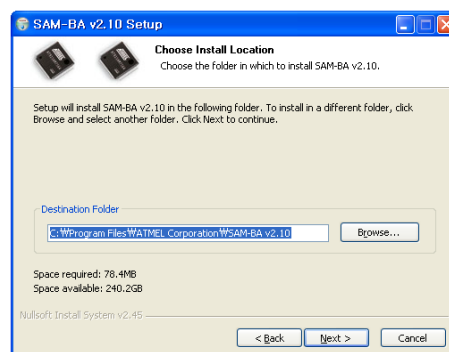 SAM-BA v2.10 Setup
Choose Install Location
Choose the folder in which to install SAM-BA v2.10.
Setup will install SAM-BA v2.10 in the following folder. To install in a different folder, click
Browse and select another folder. Click Next to continue.
Destination Folder
C:₩Program Files₩ATMEL Corporation₩SAM-BA v2.10
Browse...
Space required: 78.4MB
Space available: 240.2GB
Nullsoft Install System v2.45
< Back
Next >
Cancel